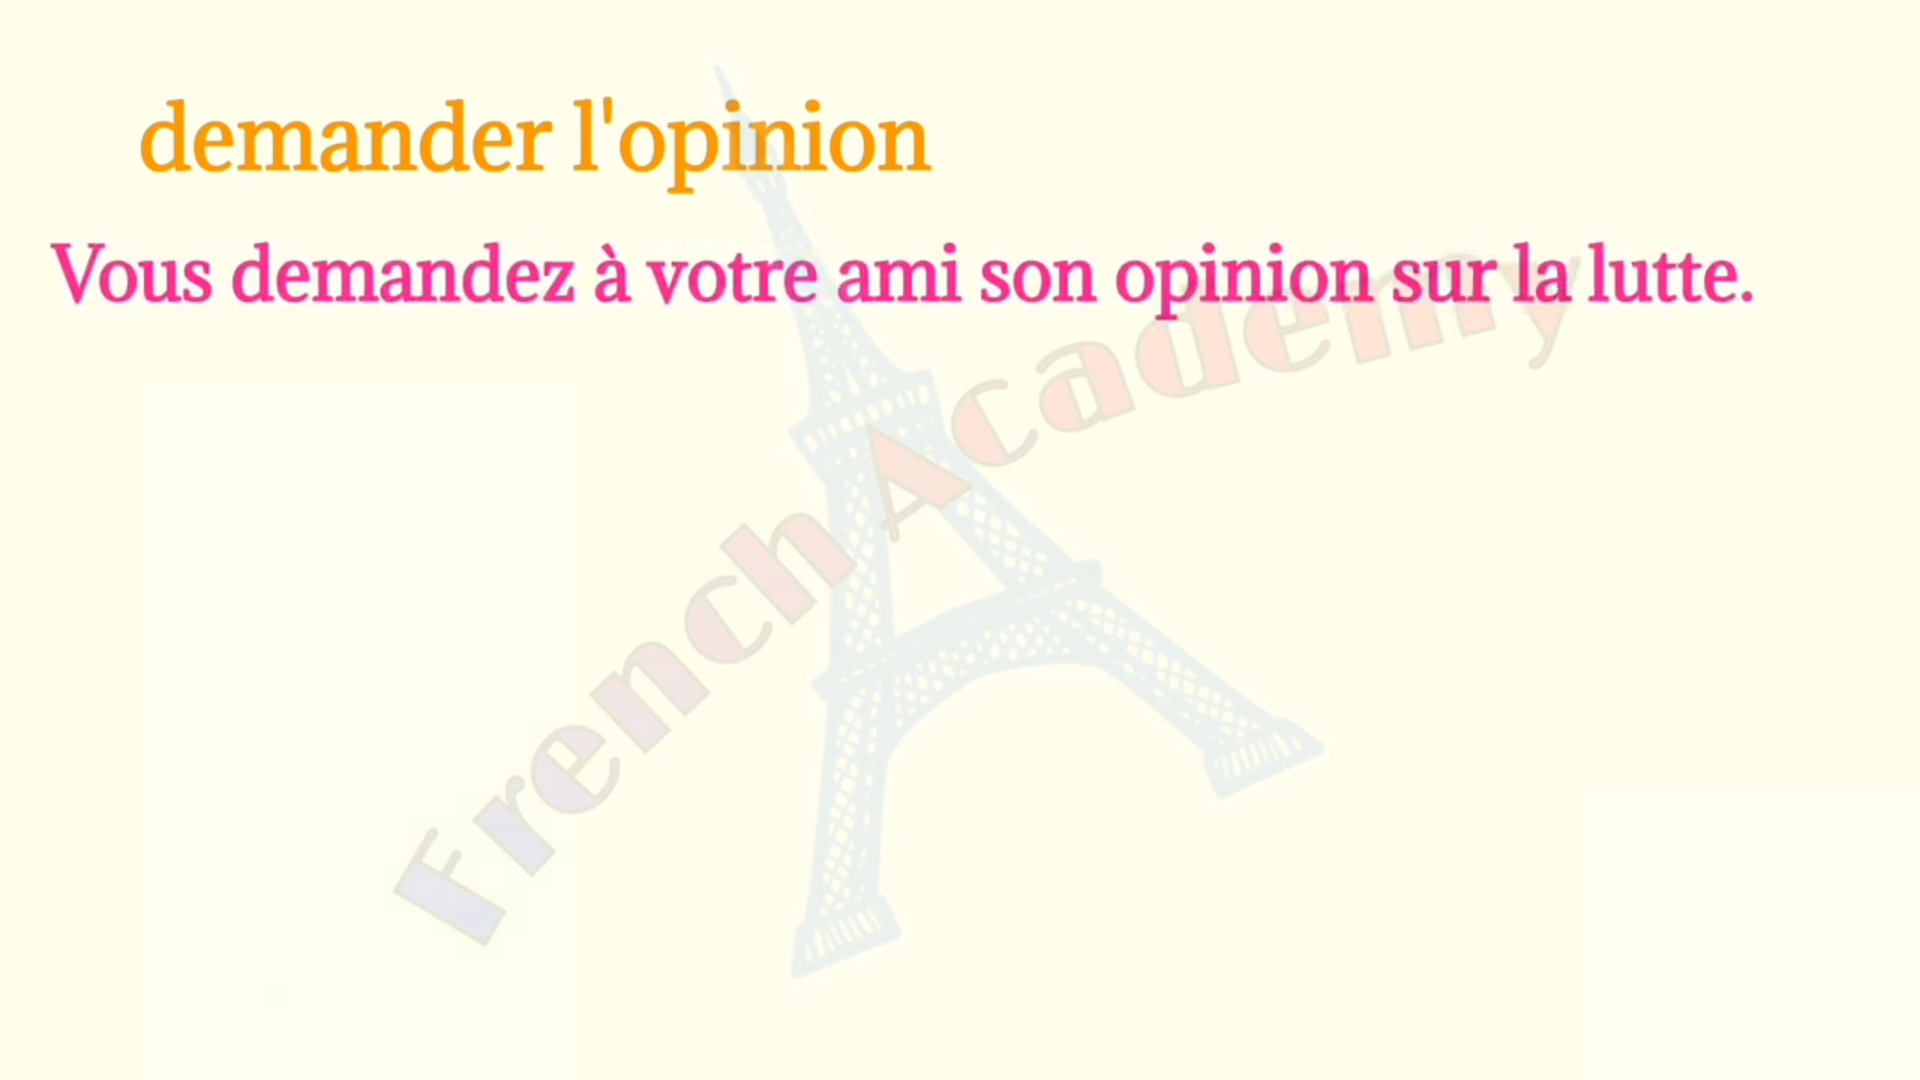 demander l'opinion
Vous demandez à votre ami son opinion sur la lutte.
French Academy